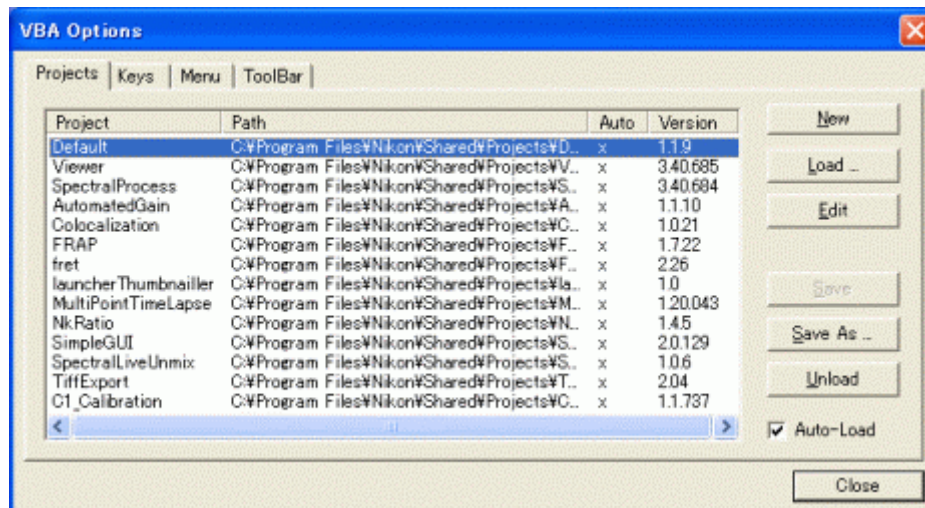 VBA Options
Projects Keys Menu ToolBar
Project Path Auto Version
Default C:¥Program Files¥Nikon¥Shared¥Projects¥D... x 1.1.9
Viewer C:¥Program Files¥Nikon¥Shared¥Projects¥V... x 3.40.685
SpectralProcess C:¥Program Files¥Nikon¥Shared¥Projects¥S... x 3.40.684
AutomatedGain C:¥Program Files¥Nikon¥Shared¥Projects¥A... x 1.1.10
Colocalization C:¥Program Files¥Nikon¥Shared¥Projects¥C... x 1.0.21
FRAP C:¥Program Files¥Nikon¥Shared¥Projects¥F... x 1.7.22
fret C:¥Program Files¥Nikon¥Shared¥Projects¥F... x 2.26
launcherThumbnailler C:¥Program Files¥Nikon¥Shared¥Projects¥la... x 1.0
MultiPointTimeLapse C:¥Program Files¥Nikon¥Shared¥Projects¥M... x 1.20.043
NkRatio C:¥Program Files¥Nikon¥Shared¥Projects¥N... x 1.4.5
SimpleGUI C:¥Program Files¥Nikon¥Shared¥Projects¥S... x 2.0.129
SpectralLiveUnmix C:¥Program Files¥Nikon¥Shared¥Projects¥S... x 1.0.6
TiffExport C:¥Program Files¥Nikon¥Shared¥Projects¥T... x 2.04
C1_Calibration C:¥Program Files¥Nikon¥Shared¥Projects¥C... x 1.1.737
New
Load ...
Edit
Save
Save As ...
Unload
Auto-Load
Close